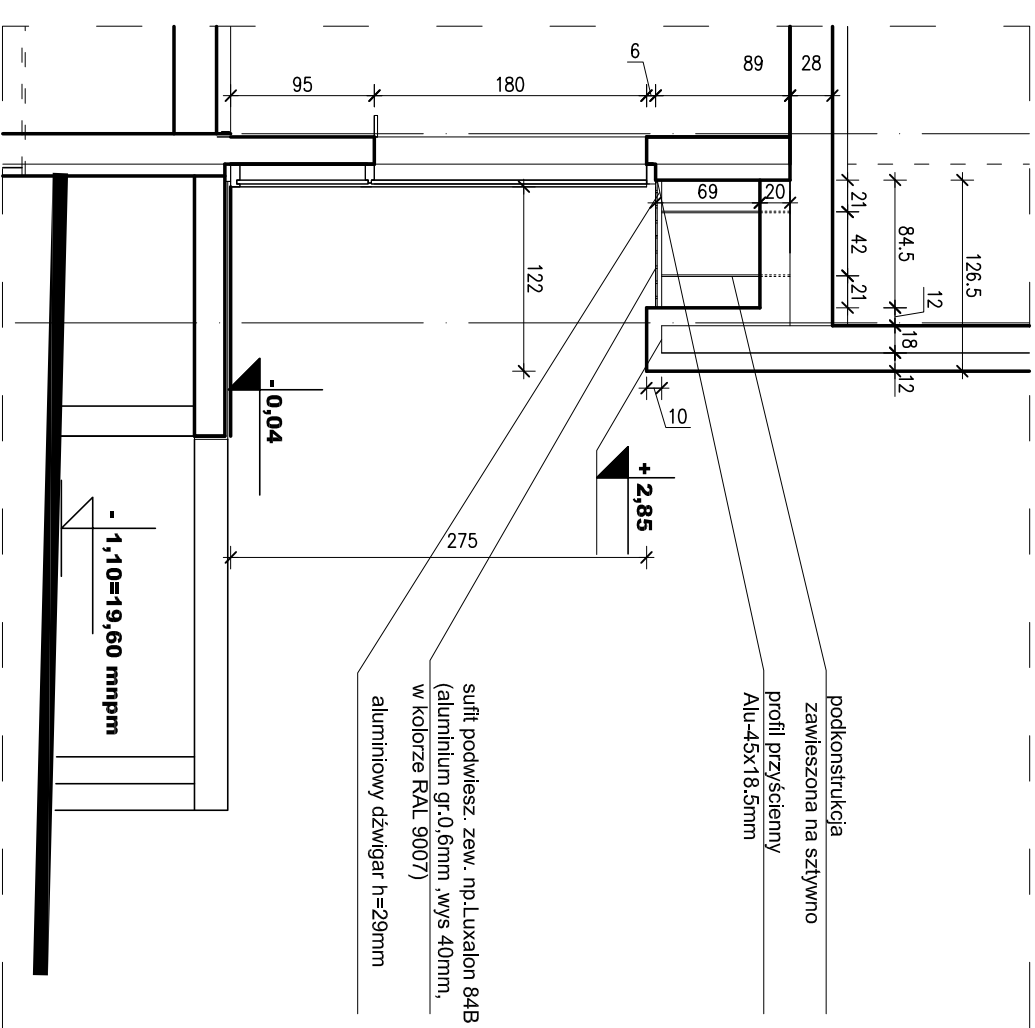 6
89
28
95
180
69
20
21
42
21
84.5
12
126.5
18
12
122
10
- 0,04
+ 2,85
275
- 1,10=19,60 mnpm
podkonstrukcja
zawieszona na sztywno
profil przyścienny
Alu-45x18.5mm
sufit podwiesz. zew. np.Luxalon 84B
(aluminium gr.0,6mm ,wys 40mm,
w kolorze RAL 9007)
aluminiowy dźwigar h=29mm